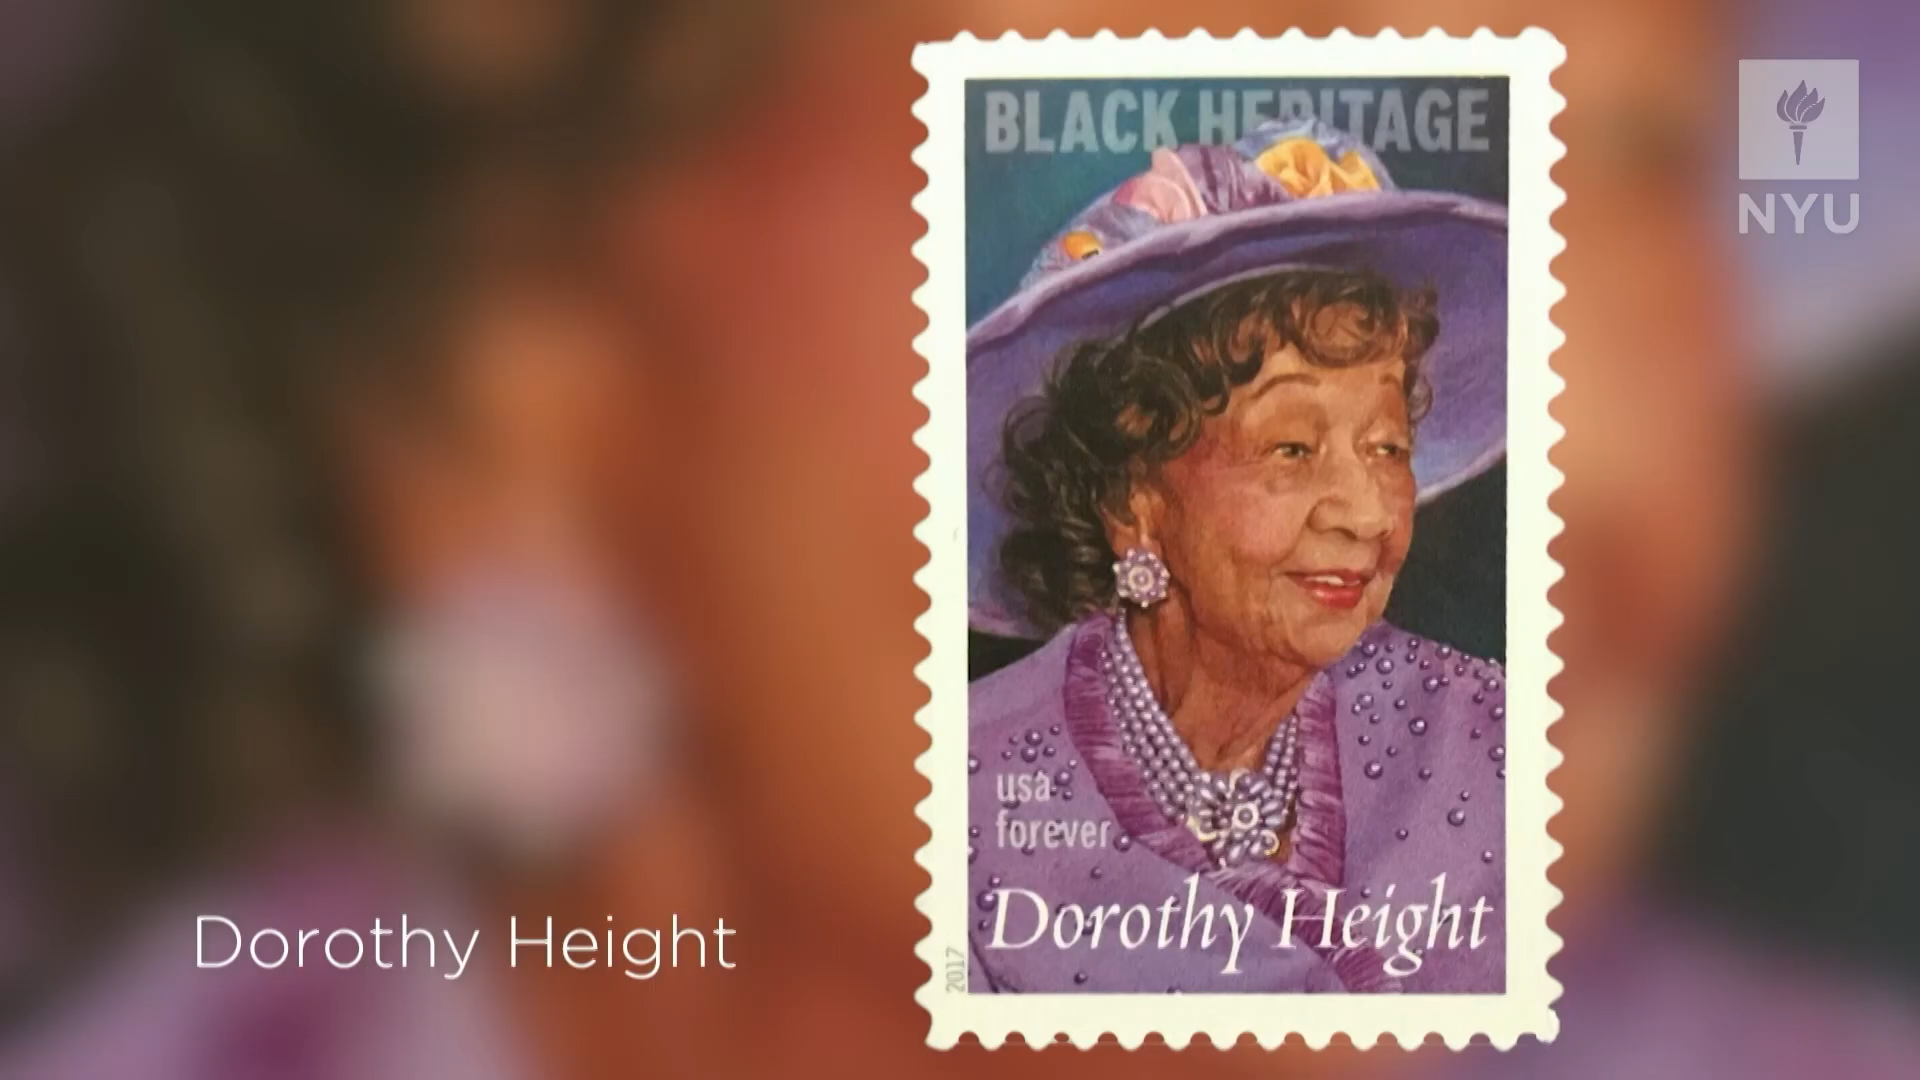 BLACK HERITAGE
NYU
usa
forever
Dorothy Height
2017
Dorothy Height